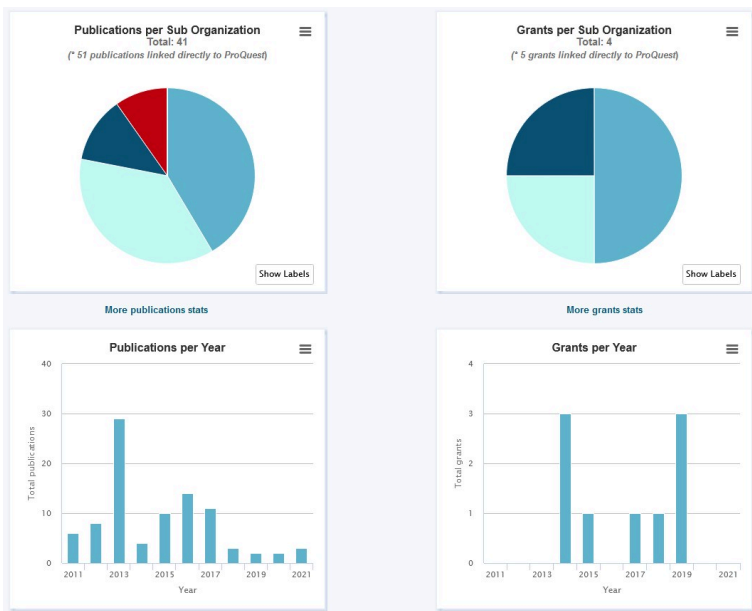 Publications per Sub Organization
Total: 41
(* 51 publications linked directly to ProQuest)
Show Labels
Grants per Sub Organization
Total: 4
(* 5 grants linked directly to ProQuest)
Show Labels
More publications stats
More grants stats
Publications per Year
40
30
20
10
0
Total publications
2011
2013
2015
2017
2019
2021
Year
Grants per Year
4
3
2
1
0
Total grants
2011
2013
2015
2017
2019
2021
Year